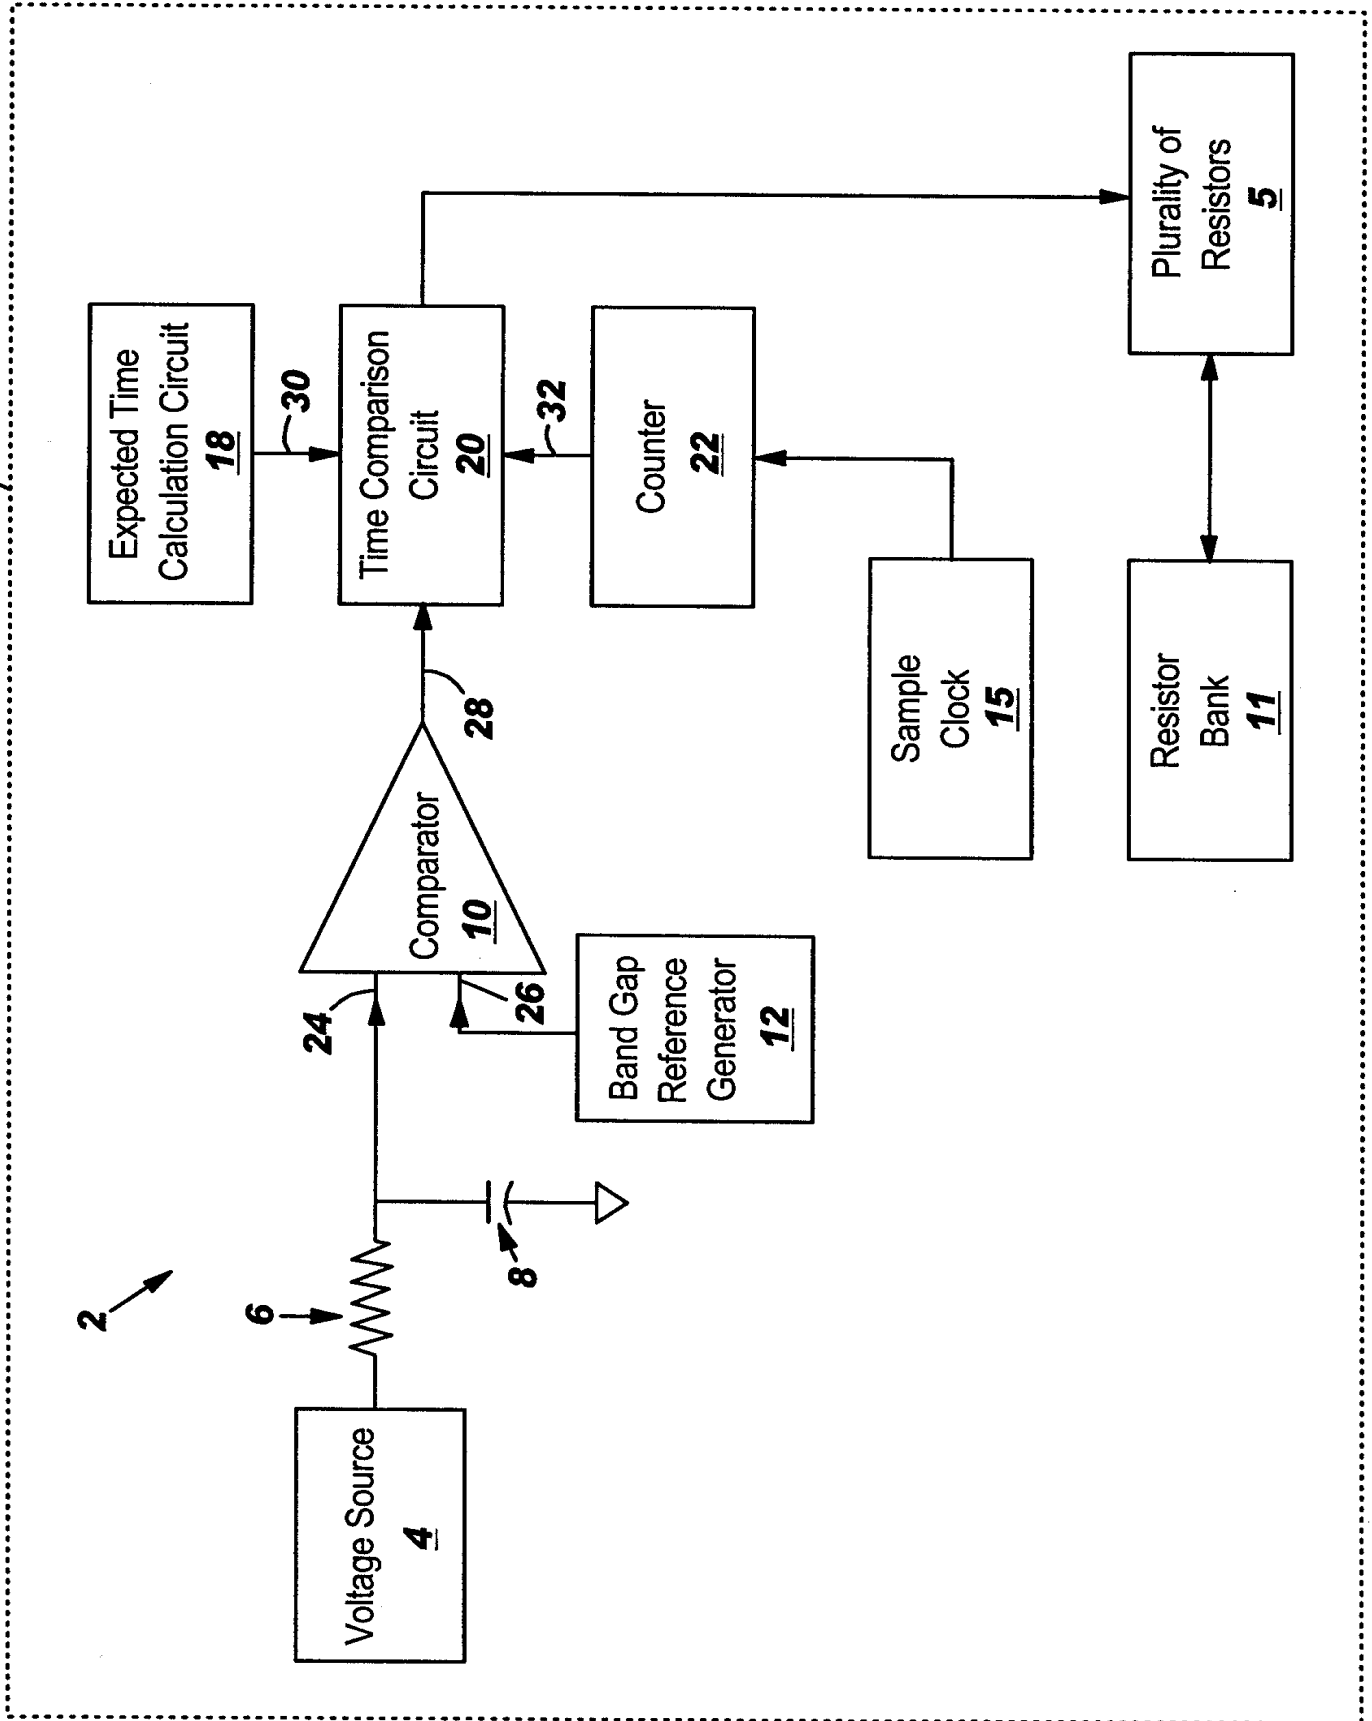 2
Voltage Source
4
6
8
24
26
Band Gap
Reference
Generator
12
Comparator
10
28
Expected Time
Calculation Circuit
18
30
Time Comparison
Circuit
20
32
Counter
22
Sample
Clock
15
Resistor
Bank
11
Plurality of
Resistors
5